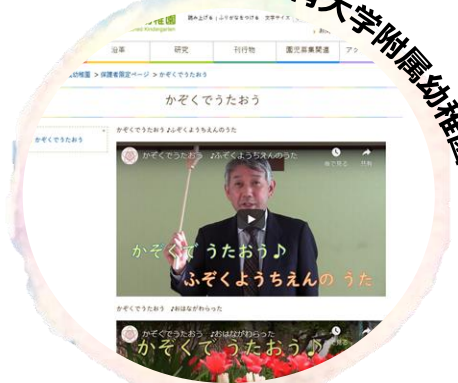 大学附属幼稚園
稚園
Kindergarten
読み上げる | ふりがなをつける 文字サイズ
沿革
研究
刊行物
園児募集関連
アク
幼稚園 > 保護者限定ページ > かぞくでうたおう
かぞくでうたおう
かぞくでうたおう
かぞくでうたおう ♪ふぞくようちえんのうた
かぞくでうたおう ♪ふぞくようちえんのうた
後で見る
共有
かぞくで うたおう♪
ふぞくようちえんの うた
かぞくでうたおう ♪おはながわらった
かぞくでうたおう ♪おはながわらった
かぞくで うたおう♪